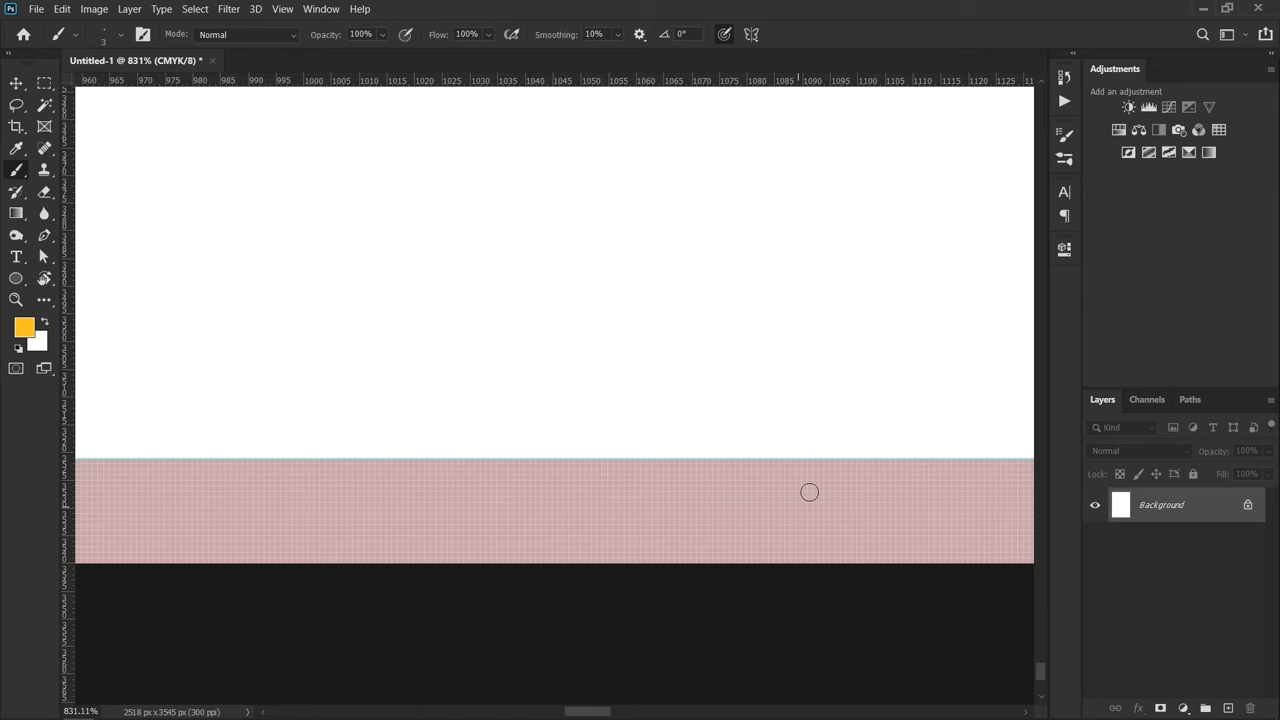 Ps File Edit Image Layer Type Select Filter 3D View Window Help
3 Mode: Normal Opacity: 100% Flow: 100% Smoothing: 10% 0°
Untitled-1 @ 831% (CMYK/8) *
960 965 970 975 980 985 990 995 1000 1005 1010 1015 1020 1025 1030 1035 1040 1045 1050 1055 1060 1065 1070 1075 1080 1085 1090 1095 1100 1105 1110 1115 1120 1125
Adjustments
Add an adjustment
Layers Channels Paths
Kind
Normal Opacity: 100%
Lock: Fill: 100%
Background
831.11% 2518 px x 3545 px (300 ppi)